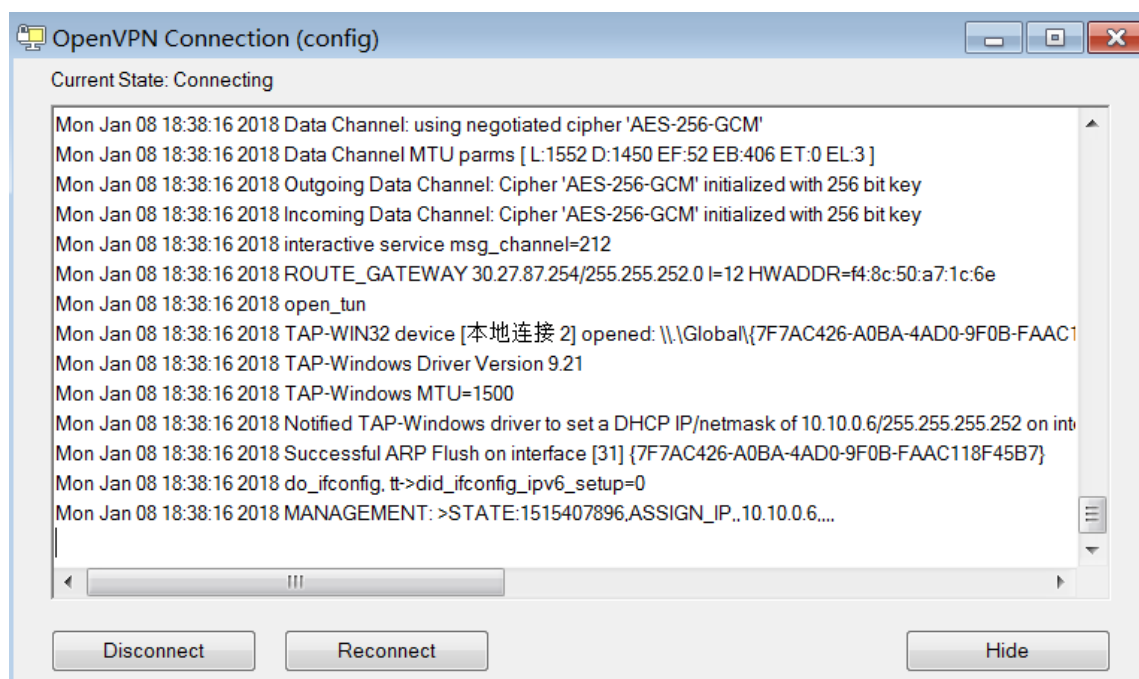 OpenVPN Connection (config)
Current State: Connecting
Mon Jan 08 18:38:16 2018 Data Channel: using negotiated cipher 'AES-256-GCM'
Mon Jan 08 18:38:16 2018 Data Channel MTU parms [ L:1552 D:1450 EF:52 EB:406 ET:0 EL:3 ]
Mon Jan 08 18:38:16 2018 Outgoing Data Channel: Cipher 'AES-256-GCM' initialized with 256 bit key
Mon Jan 08 18:38:16 2018 Incoming Data Channel: Cipher 'AES-256-GCM' initialized with 256 bit key
Mon Jan 08 18:38:16 2018 interactive service msg_channel=212
Mon Jan 08 18:38:16 2018 ROUTE_GATEWAY 30.27.87.254/255.255.252.0 I=12 HWADDR=f4:8c:50:a7:1c:6e
Mon Jan 08 18:38:16 2018 open_tun
Mon Jan 08 18:38:16 2018 TAP-WIN32 device [本地连接 2] opened: \\.\Global\{7F7AC426-A0BA-4AD0-9F0B-FAAC1
Mon Jan 08 18:38:16 2018 TAP-Windows Driver Version 9.21
Mon Jan 08 18:38:16 2018 TAP-Windows MTU=1500
Mon Jan 08 18:38:16 2018 Notified TAP-Windows driver to set a DHCP IP/netmask of 10.10.0.6/255.255.255.252 on inte
Mon Jan 08 18:38:16 2018 Successful ARP Flush on interface [31] {7F7AC426-A0BA-4AD0-9F0B-FAAC118F45B7}
Mon Jan 08 18:38:16 2018 do_ifconfig, tt->did_ifconfig_ipv6_setup=0
Mon Jan 08 18:38:16 2018 MANAGEMENT: >STATE:1515407896,ASSIGN_IP,,10.10.0.6,,,,
Disconnect Reconnect Hide